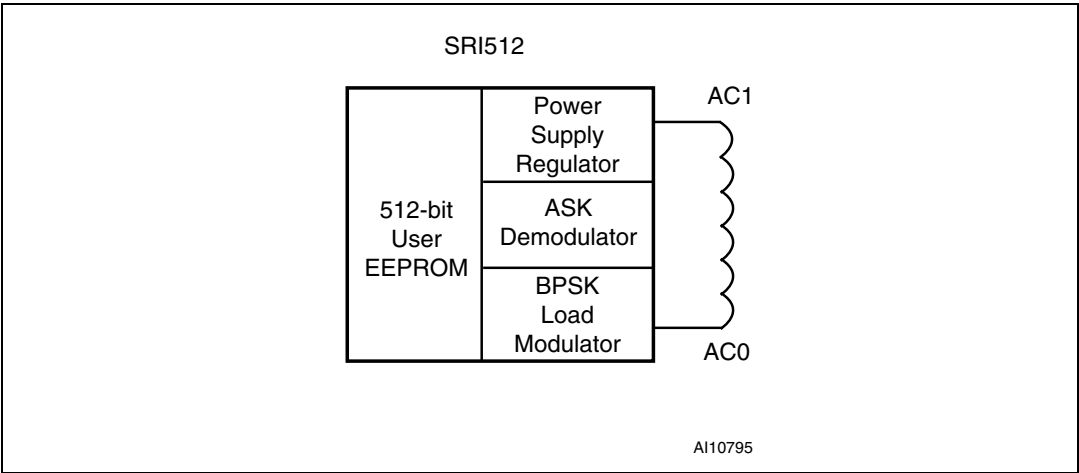 SRI512
Power
Supply
Regulator
AC1
512-bit
User
EEPROM
ASK
Demodulator
BPSK
Load
Modulator
AC0
AI10795